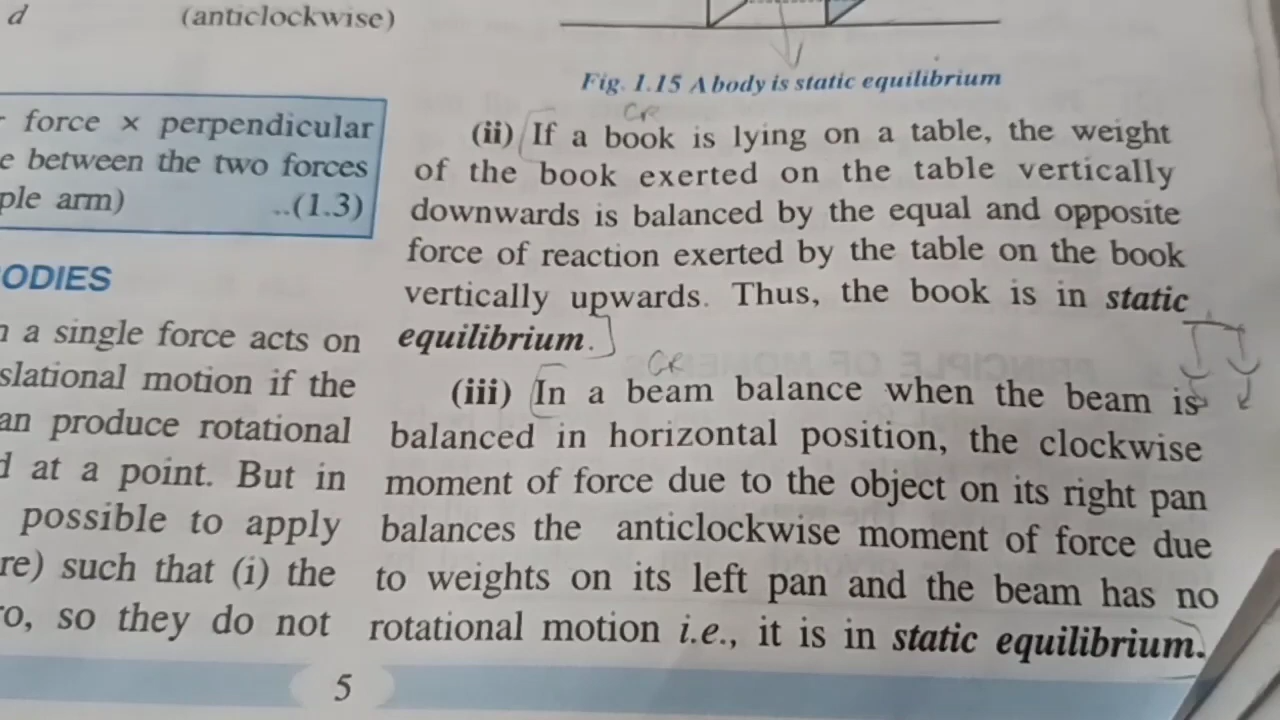 d (anticlockwise)
force × perpendicular
between the two forces
arm) ..(1.3)
a single force acts on
motion if the
produce rotational
at a point. But in
possible to apply
such that (i) the
so they do not
Fig. 1.15 A body is static equilibrium
CR
(ii) If a book is lying on a table, the weight
of the book exerted on the table vertically
downwards is balanced by the equal and opposite
force of reaction exerted by the table on the book
vertically upwards. Thus, the book is in static
equilibrium.
CR
(iii) In a beam balance when the beam is
balanced in horizontal position, the clockwise
moment of force due to the object on its right pan
balances the anticlockwise moment of force due
to weights on its left pan and the beam has no
rotational motion i.e., it is in static equilibrium.
5